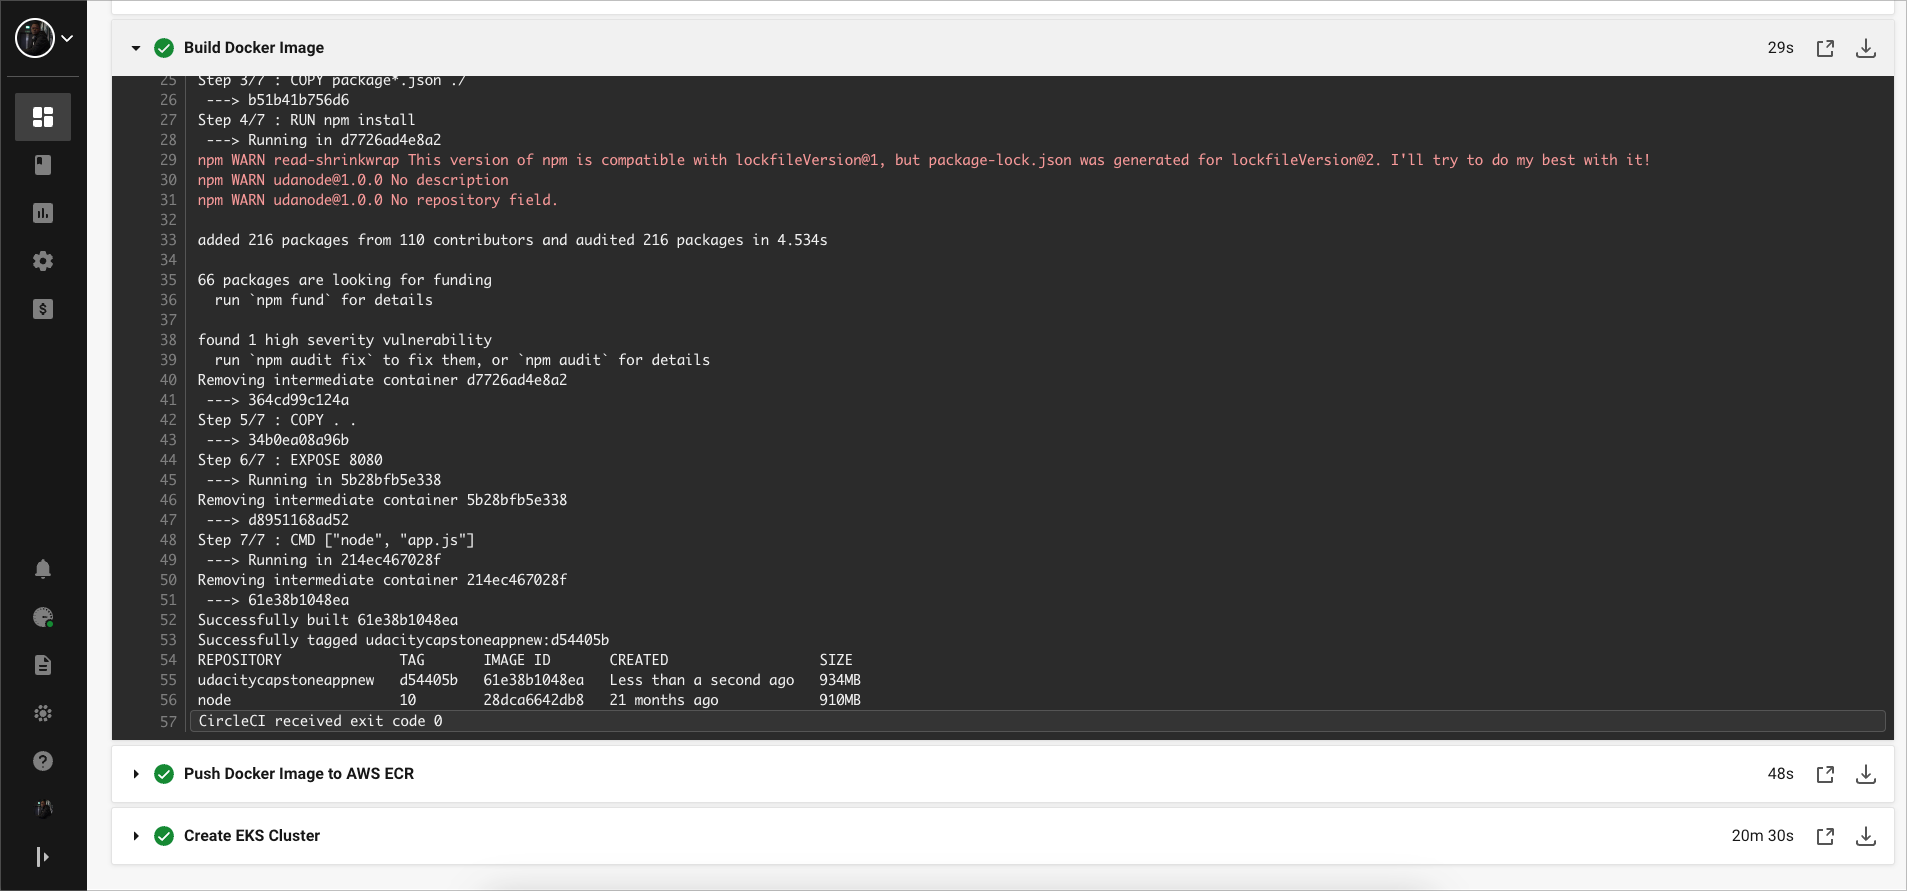 Build Docker Image 29s
25 Step 3/7 : COPY package*.json ./
26 ---> b51b41b756d6
27 Step 4/7 : RUN npm install
28 ---> Running in d7726ad4e8a2
29 npm WARN read-shrinkwrap This version of npm is compatible with lockfileVersion@1, but package-lock.json was generated for lockfileVersion@2. I'll try to do my best with it!
30 npm WARN udanode@1.0.0 No description
31 npm WARN udanode@1.0.0 No repository field.
32
33 added 216 packages from 110 contributors and audited 216 packages in 4.534s
34
35 66 packages are looking for funding
36 run `npm fund` for details
37
38 found 1 high severity vulnerability
39 run `npm audit fix` to fix them, or `npm audit` for details
40 Removing intermediate container d7726ad4e8a2
41 ---> 364cd99c124a
42 Step 5/7 : COPY . .
43 ---> 34b0ea08a96b
44 Step 6/7 : EXPOSE 8080
45 ---> Running in 5b28bfb5e338
46 Removing intermediate container 5b28bfb5e338
47 ---> d8951168ad52
48 Step 7/7 : CMD ["node", "app.js"]
49 ---> Running in 214ec467028f
50 Removing intermediate container 214ec467028f
51 ---> 61e38b1048ea
52 Successfully built 61e38b1048ea
53 Successfully tagged udacitycapstoneappnew:d54405b
54 REPOSITORY TAG IMAGE ID CREATED SIZE
55 udacitycapstoneappnew d54405b 61e38b1048ea Less than a second ago 934MB
56 node 10 28dca6642db8 21 months ago 910MB
57 CircleCI received exit code 0
Push Docker Image to AWS ECR 48s
Create EKS Cluster 20m 30s